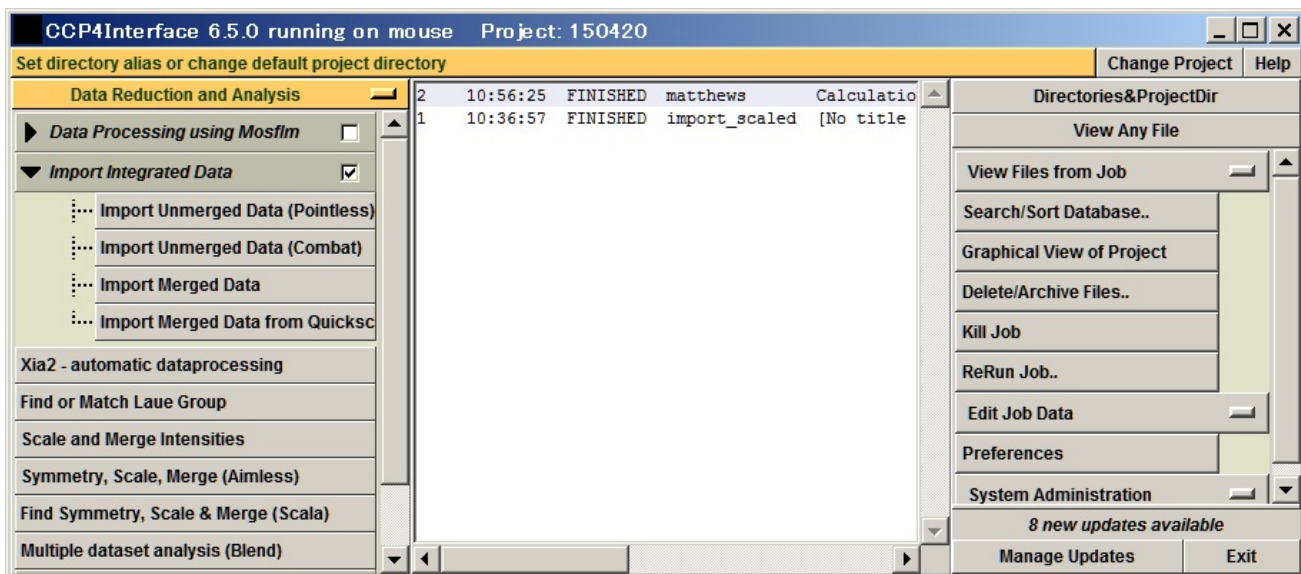 CCP4Interface 6.5.0 running on mouse Project: 150420
Set directory alias or change default project directory
Change Project
Help
Data Reduction and Analysis
Data Processing using Mosflm
Import Integrated Data
Import Unmerged Data (Pointless)
Import Unmerged Data (Combat)
Import Merged Data
Import Merged Data from Quicksc
Xia2 - automatic dataprocessing
Find or Match Laue Group
Scale and Merge Intensities
Symmetry, Scale, Merge (Aimless)
Find Symmetry, Scale & Merge (Scala)
Multiple dataset analysis (Blend)
2 10:56:25 FINISHED matthews Calculatio
1 10:36:57 FINISHED import_scaled [No title
Directories&ProjectDir
View Any File
View Files from Job
Search/Sort Database..
Graphical View of Project
Delete/Archive Files..
Kill Job
ReRun Job..
Edit Job Data
Preferences
System Administration
8 new updates available
Manage Updates
Exit